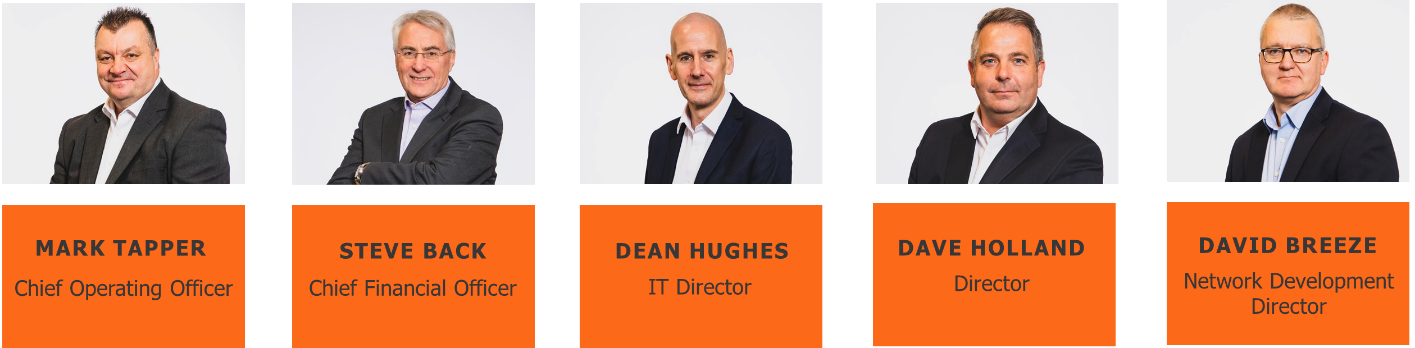 MARK TAPPER
Chief Operating Officer
STEVE BACK
Chief Financial Officer
DEAN HUGHES
IT Director
DAVE HOLLAND
Director
DAVID BREEZE
Network Development
Director